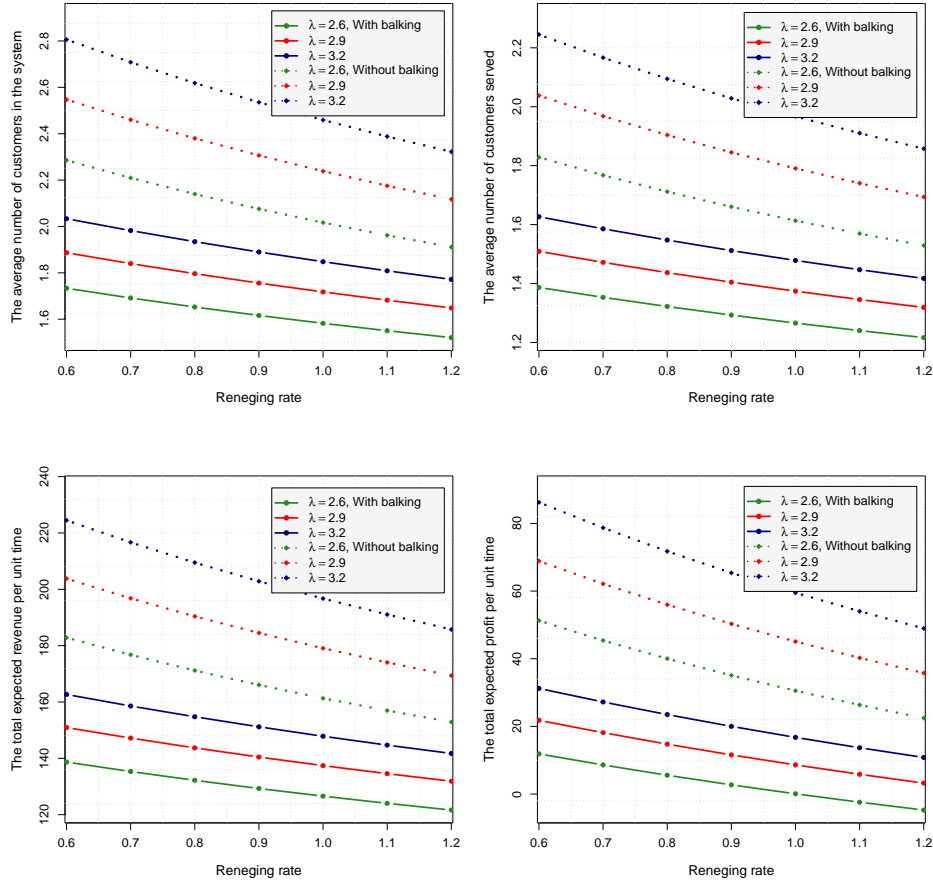 The average number of customers in the system
2.8
2.6
2.4
2.2
2.0
1.8
1.6
λ = 2.6, With balking
λ = 2.9
λ = 3.2
λ = 2.6, Without balking
λ = 2.9
λ = 3.2
0.6 0.7 0.8 0.9 1.0 1.1 1.2
Reneging rate
The average number of customers served
2.2
2.0
1.8
1.6
1.4
1.2
λ = 2.6, With balking
λ = 2.9
λ = 3.2
λ = 2.6, Without balking
λ = 2.9
λ = 3.2
0.6 0.7 0.8 0.9 1.0 1.1 1.2
Reneging rate
The total expected revenue per unit time
240
220
200
180
160
140
120
λ = 2.6, With balking
λ = 2.9
λ = 3.2
λ = 2.6, Without balking
λ = 2.9
λ = 3.2
0.6 0.7 0.8 0.9 1.0 1.1 1.2
Reneging rate
The total expected profit per unit time
80
60
40
20
0
λ = 2.6, With balking
λ = 2.9
λ = 3.2
λ = 2.6, Without balking
λ = 2.9
λ = 3.2
0.6 0.7 0.8 0.9 1.0 1.1 1.2
Reneging rate